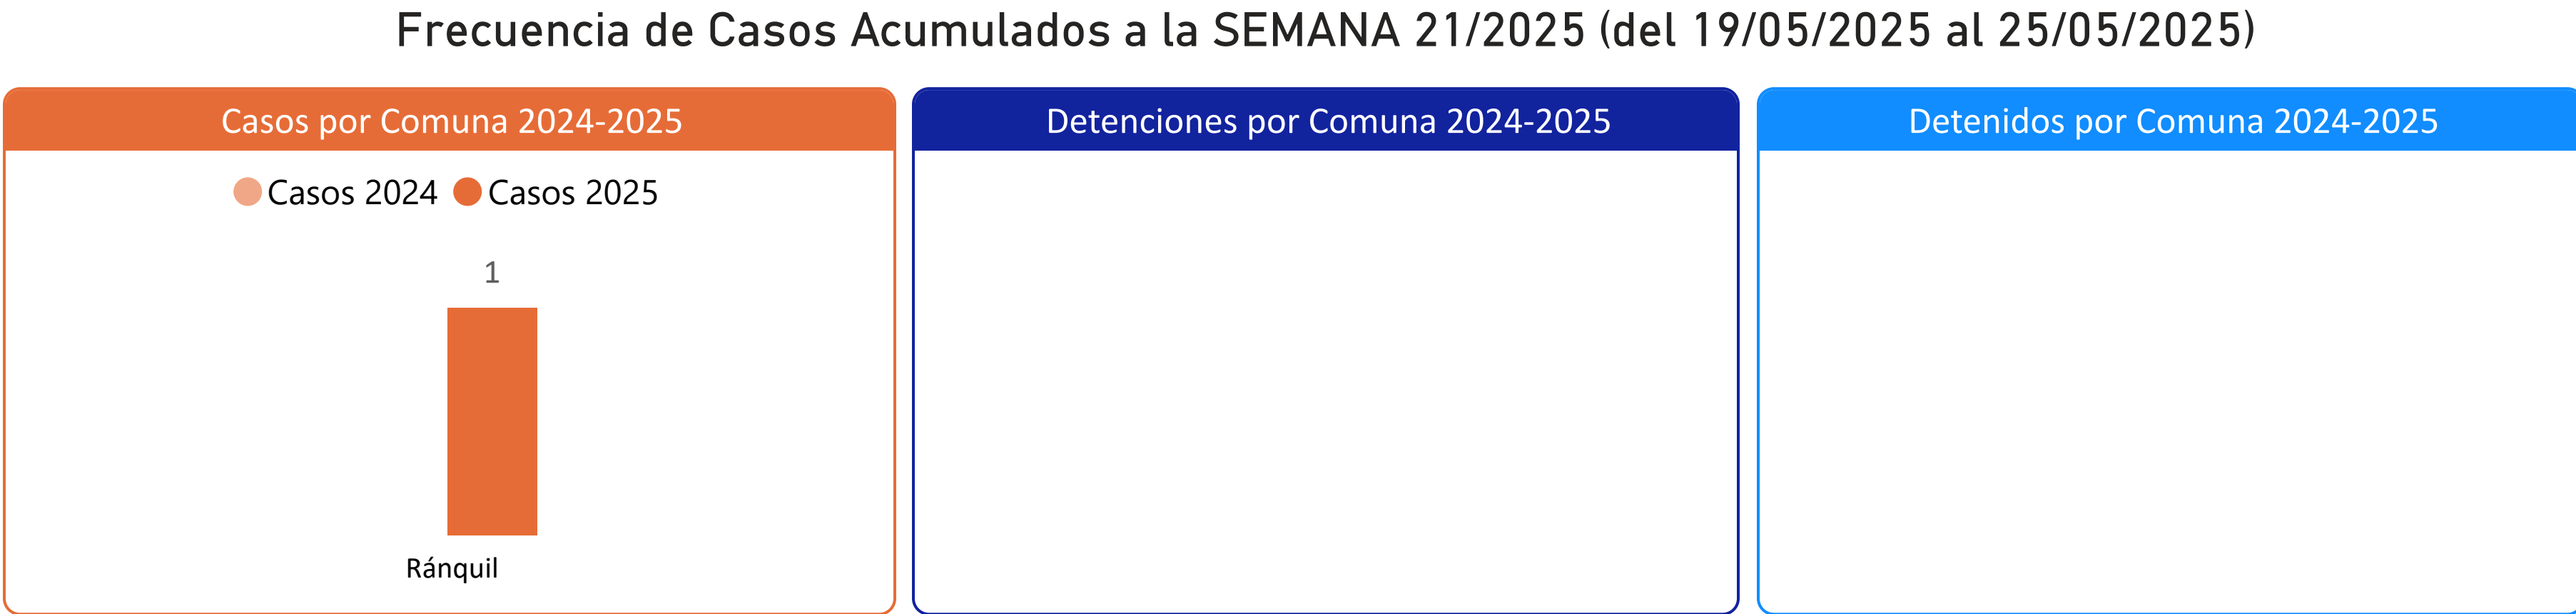 Frecuencia de Casos Acumulados a la SEMANA 21/2025 (del 19/05/2025 al 25/05/2025)
Casos por Comuna 2024-2025
Casos 2024 Casos 2025
1
Ránquil
Detenciones por Comuna 2024-2025
Detenidos por Comuna 2024-2025